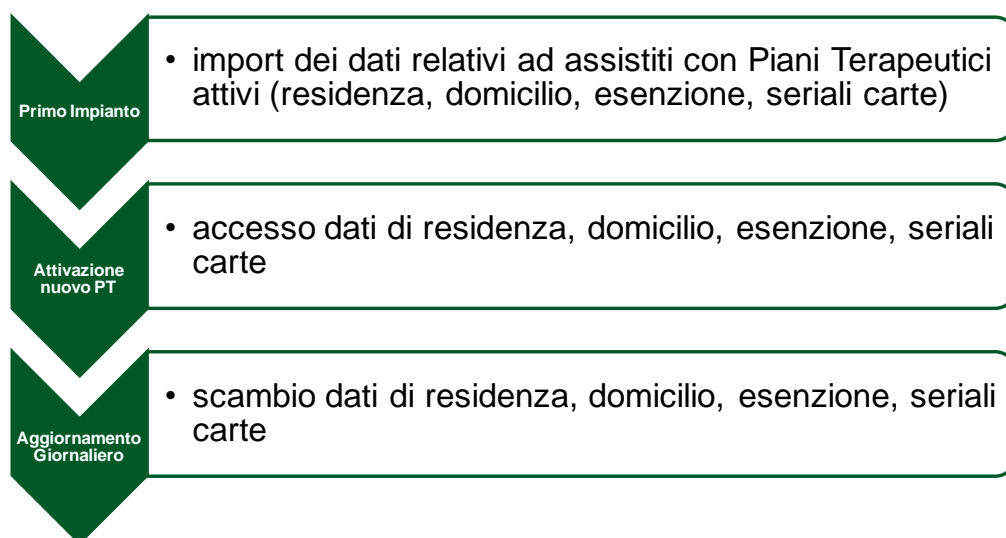 Primo Impianto
• import dei dati relativi ad assistiti con Piani Terapeutici
attivi (residenza, domicilio, esenzione, seriali carte)
Attivazione
nuovo PT
• accesso dati di residenza, domicilio, esenzione, seriali
carte
Aggiornamento
Giornaliero
• scambio dati di residenza, domicilio, esenzione, seriali
carte